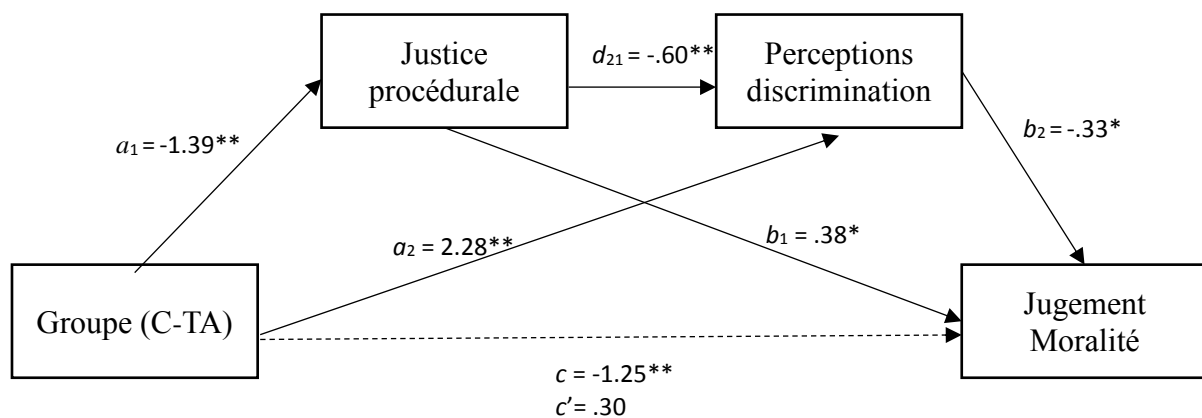 Justice
procédurale
d21 = -.60**
Perceptions
discrimination
a1 = -1.39**
b2 = -.33*
a2 = 2.28**
b1 = .38*
Groupe (C-TA)
Jugement
Moralité
c = -1.25**
c’= .30